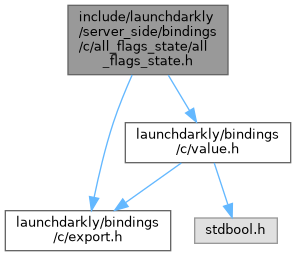 include/launchdarkly
/server_side/bindings
/c/all_flags_state/all
_flags_state.h
launchdarkly/bindings
/c/value.h
launchdarkly/bindings
/c/export.h
stdbool.h